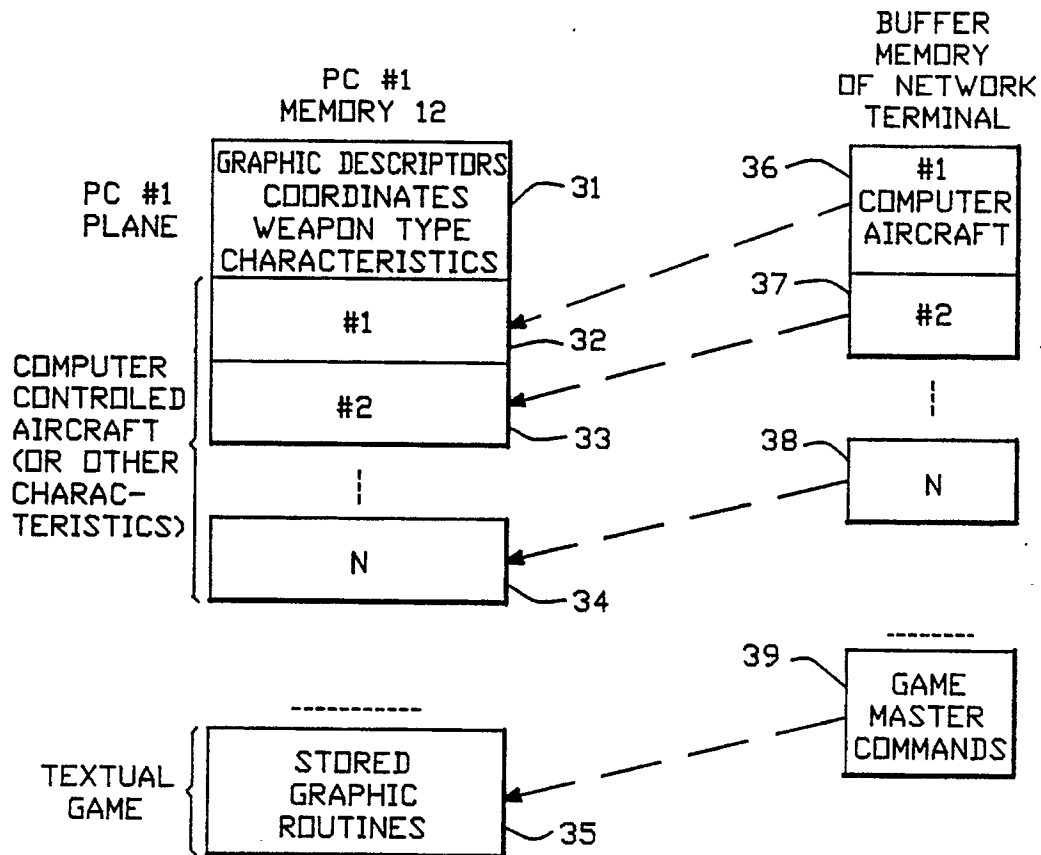 PC #1
MEMORY 12
BUFFER
MEMORY
OF NETWORK
TERMINAL
PC #1
PLANE
GRAPHIC DESCRIPTORS
COORDINATES
WEAPON TYPE
CHARACTERISTICS
31
36
#1
COMPUTER
AIRCRAFT
COMPUTER
CONTROLED
AIRCRAFT
(OR OTHER
CHARAC-
TERISTICS)
#1
32
37
#2
#2
33
38
N
N
34
39
GAME
MASTER
COMMANDS
TEXTUAL
GAME
STORED
GRAPHIC
ROUTINES
35